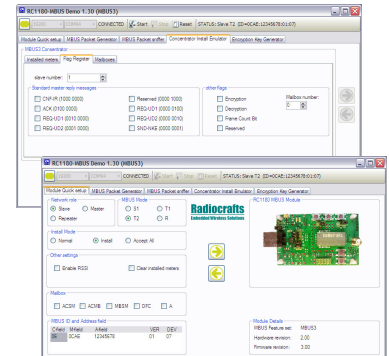 RC1180-MBUS Demo 1.30 (MBUS3)
CONNECTED Start Stop Reset STATUS: Slave T2 (ID=0CAE:12345678:01:07)
Module Quick setup MBUS Packet Generator MBUS Packet sniffer Concentrator Install Emulator Encryption Key Generator
MBUS3 Consentrator
Installed meters Flag Register Mailboxes
slave number: 1
Standard master reply messages
other flags
CNF-IR (1000 0000) Reserved (0000 1000) Encryption Mailbox number:
ACK (0100 0000) REQ-UD1 (0000 0100) Decryption 0
REQ-UD1 (0010 0000) REQ-UD2 (0000 0010) Frame Count Bit
REQ-UD2 (0001 0000) SND-NKE (0000 0001) Reserved
RC1180-MBUS Demo 1.30 (MBUS3)
CONNECTED Start Stop Reset STATUS: Slave T2 (ID=0CAE:12345678:01:07)
Module Quick setup MBUS Packet Generator MBUS Packet sniffer Concentrator Install Emulator Encryption Key Generator
Network role MBUS Mode RC1180 MBUS Module
Slave Master S1 T1
Repeater T2 R
Radiocrafts
Embedded Wireless Solutions
Install Mode
Normal Install Accept All
Other settings
Enable RSSI Clear installed meters
Mailbox
ACSM ACMB MBSM DFC A
MBUS ID and Address field
Cfield Mfield Afield VER DEV
06 0CAE 12345678 01 07
Module Details
MBUS Feature set: MBUS3
Hardware revision: 2.00
Firmware revision: 3.00